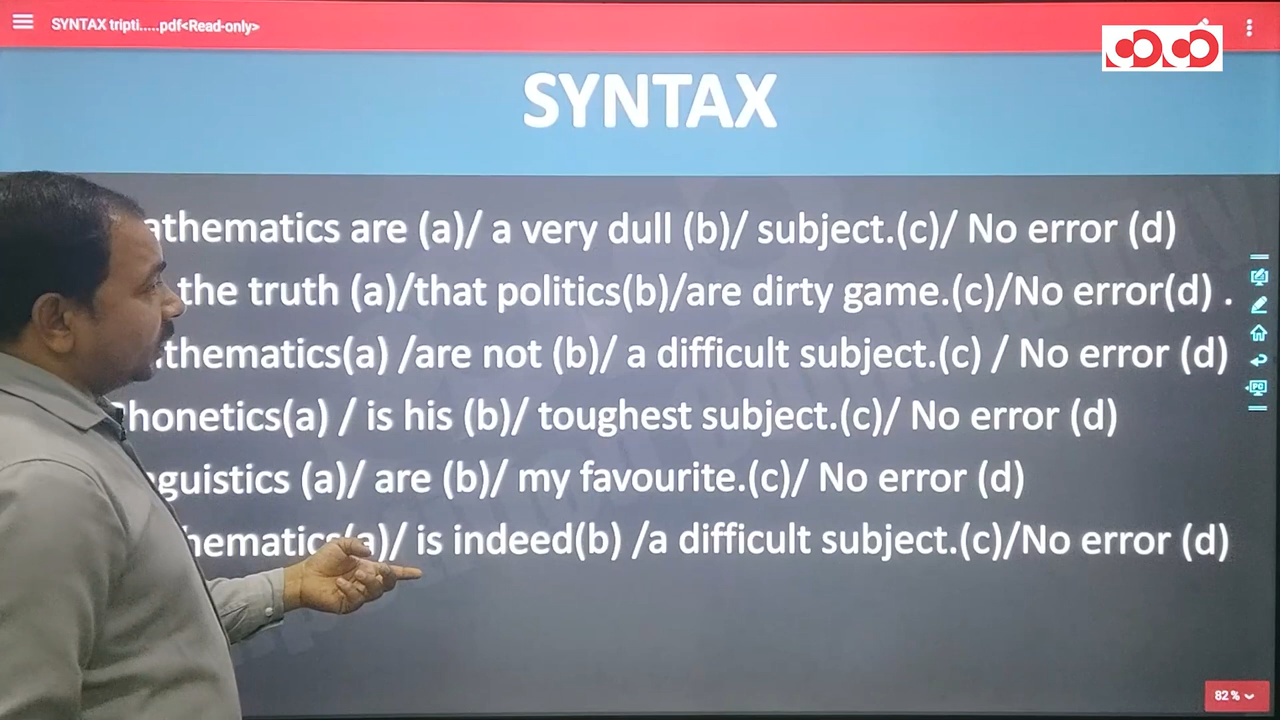 SYNTAX tripti.....pdf<Read-only>
SYNTAX
athematics are (a)/ a very dull (b)/ subject.(c)/ No error (d)
the truth (a)/that politics(b)/are dirty game.(c)/No error(d) .
thematics(a) /are not (b)/ a difficult subject.(c) / No error (d)
Phonetics(a) / is his (b)/ toughest subject.(c)/ No error (d)
nguistics (a)/ are (b)/ my favourite.(c)/ No error (d)
hematics(a)/ is indeed(b) /a difficult subject.(c)/No error (d)
PC
82 %